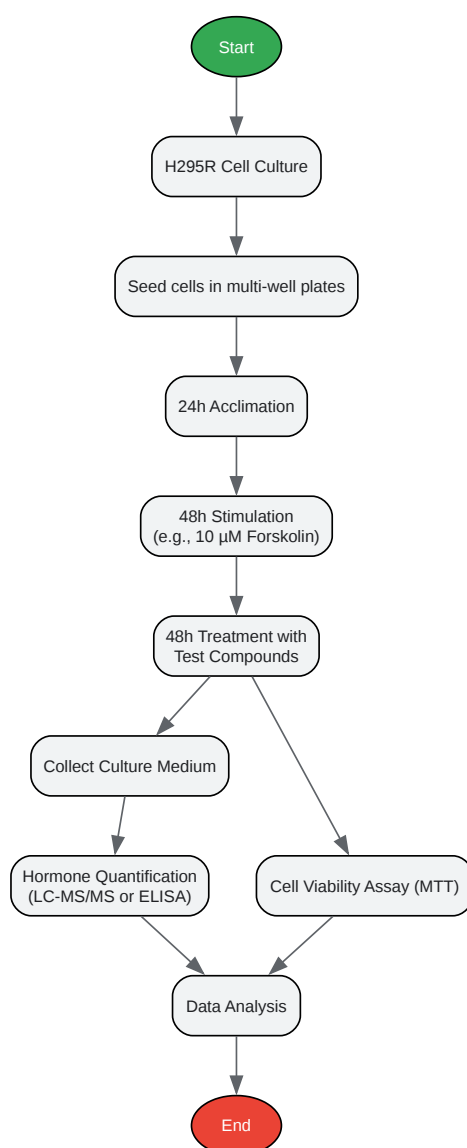 Start
H295R Cell Culture
Seed cells in multi-well plates
24h Acclimation
48h Stimulation
(e.g., 10 µM Forskolin)
48h Treatment with
Test Compounds
Collect Culture Medium
Hormone Quantification
(LC-MS/MS or ELISA)
Cell Viability Assay (MTT)
Data Analysis
End